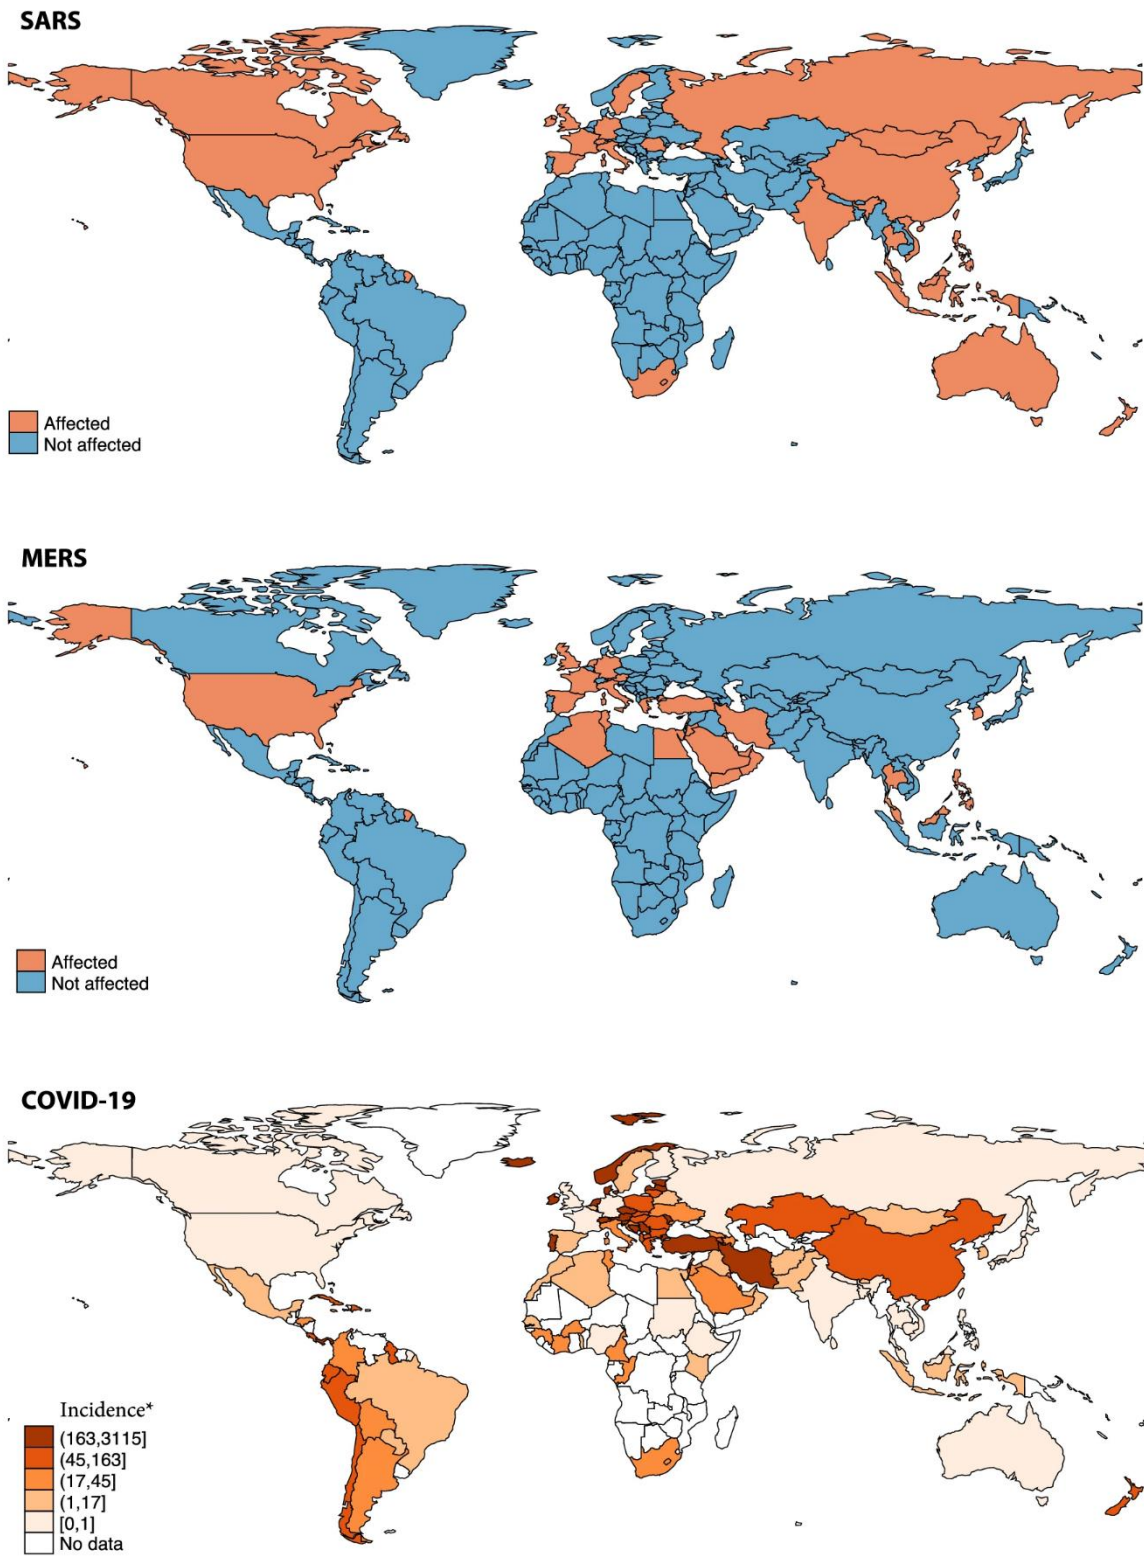 SARS
Affected
Not affected
MERS
Affected
Not affected
COVID-19
Incidence*
(163,3115]
(45,163]
(17,45]
(1,17]
[0,1]
No data